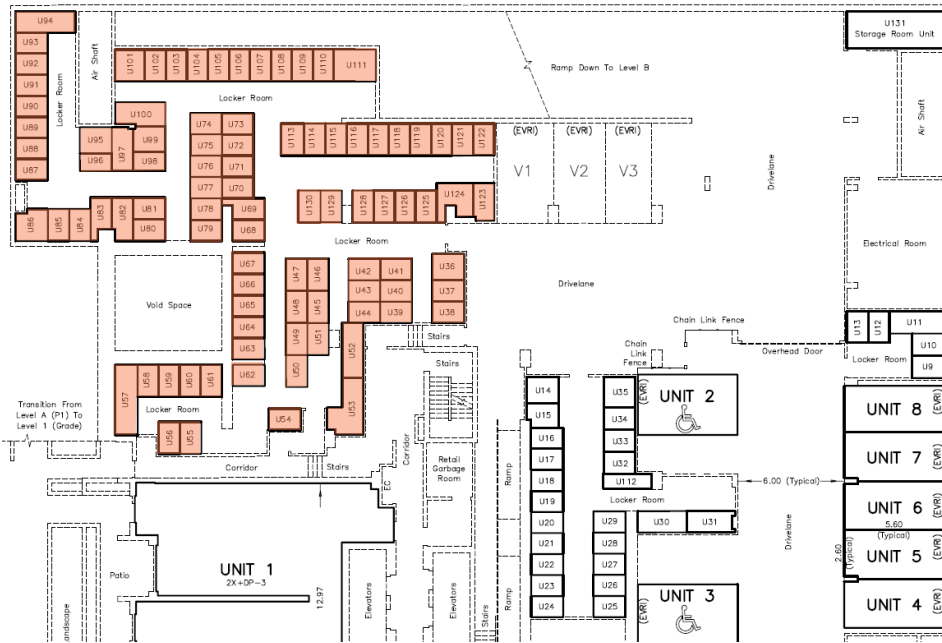 U94
U93
U92
U91
U90
U89
U88
U87
Locker Room
Air Shaft
U101
U102
U103
U104
U105
U106
U107
U108
U109
U110
U111
Locker Room
U100
U95
U96
U97
U99
U98
U86
U85
U84
U83
U82
U81
U80
U74
U73
U75
U72
U76
U71
U77
U70
U78
U69
U79
U68
U113
U114
U115
U116
U117
U118
U119
U120
U121
U122
U130
U129
U128
U127
U126
U125
U124
U123
Locker Room
Ramp Down To Level B
(EVRI)
(EVRI)
(EVRI)
V1
V2
V3
Drivelane
U131
Storage Room Unit
Air Shaft
Electrical Room
Void Space
U67
U66
U65
U64
U63
U62
U47
U46
U48
U45
U49
U51
U50
U42
U41
U43
U40
U44
U39
U36
U37
U38
U52
U53
Stairs
Stairs
Drivelane
Chain Link Fence
Chain
Link
Fence
Overhead Door
U13
U12
U11
U10
U9
Locker Room
U57
U58
U59
U60
U61
Locker Room
U56
U55
U54
Transition From
Level A (P1) To
Level 1 (Grade)
Corridor
Stairs
Corridor
EC
Retail
Garbage
Room
Ramp
Ramp
U14
U15
U16
U17
U18
U19
U20
U21
U22
U23
U24
U35
U34
U33
U32
U112
Locker Room
U29
U30
U31
U28
U27
U26
U25
(EVRI)
UNIT 2
(EVRI)
UNIT 3
6.00 (Typical)
Drivelane
UNIT 8
(EVRI)
UNIT 7
(EVRI)
UNIT 6
(EVRI)
5.60
(Typical)
2.60
(Typical)
UNIT 5
(EVRI)
UNIT 4
(EVRI)
UNIT 1
2X+DP-3
12.97
Patio
Elevators
Elevators
Stairs